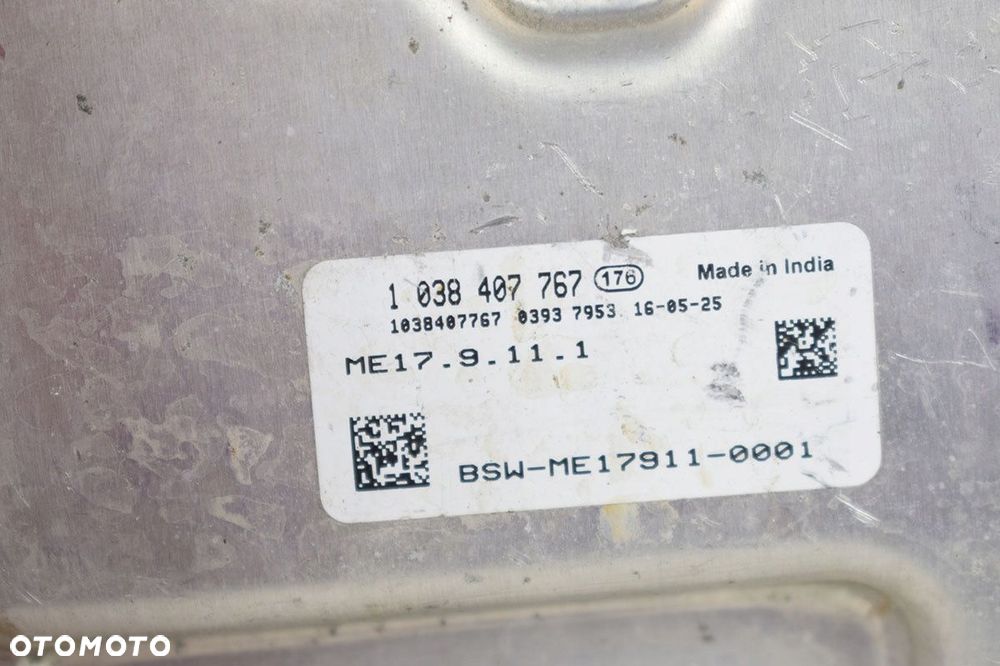 1 038 407 767 176 Made in India
1038407767 0393 7953 16-05-25
ME17.9.11.1
BSW-ME17911-0001
OTOMOTO